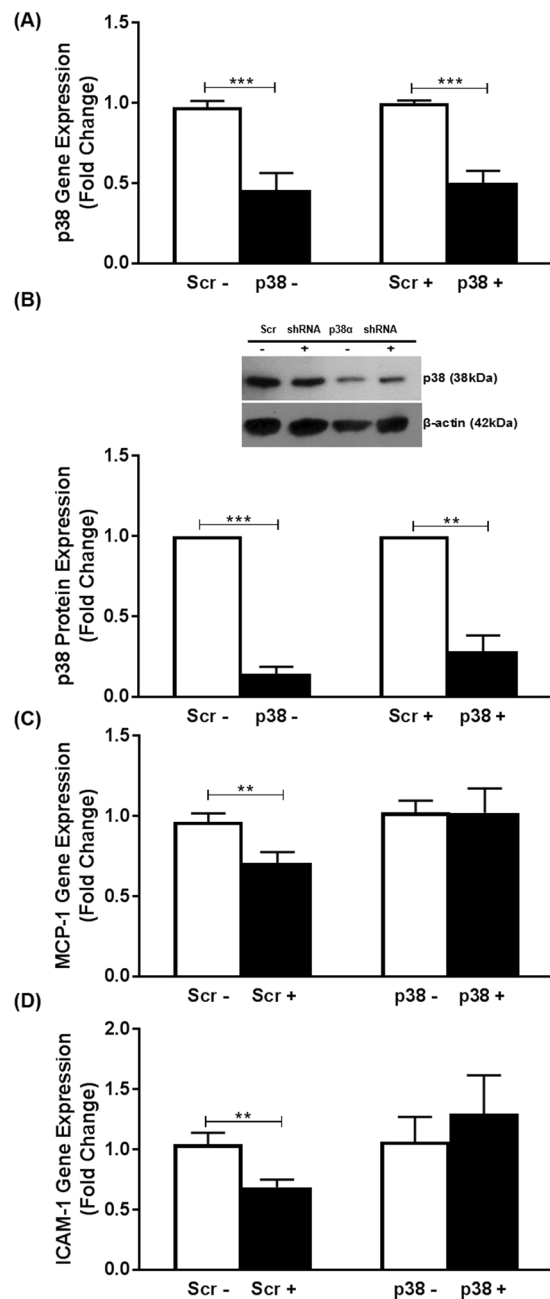 (A)
p38 Gene Expression
(Fold Change)
1.5
1.0
0.5
0.0
***
***
Scr - p38 - Scr + p38 +
(B)
Scr shRNA p38α shRNA
- + - +
p38 (38kDa)
β-actin (42kDa)
p38 Protein Expression
(Fold Change)
1.5
1.0
0.5
0.0
***
**
Scr - p38 - Scr + p38 +
(C)
MCP-1 Gene Expression
(Fold Change)
1.5
1.0
0.5
0.0
**
Scr - Scr + p38 - p38 +
(D)
ICAM-1 Gene Expression
(Fold Change)
2.0
1.5
1.0
0.5
0.0
**
Scr - Scr + p38 - p38 +